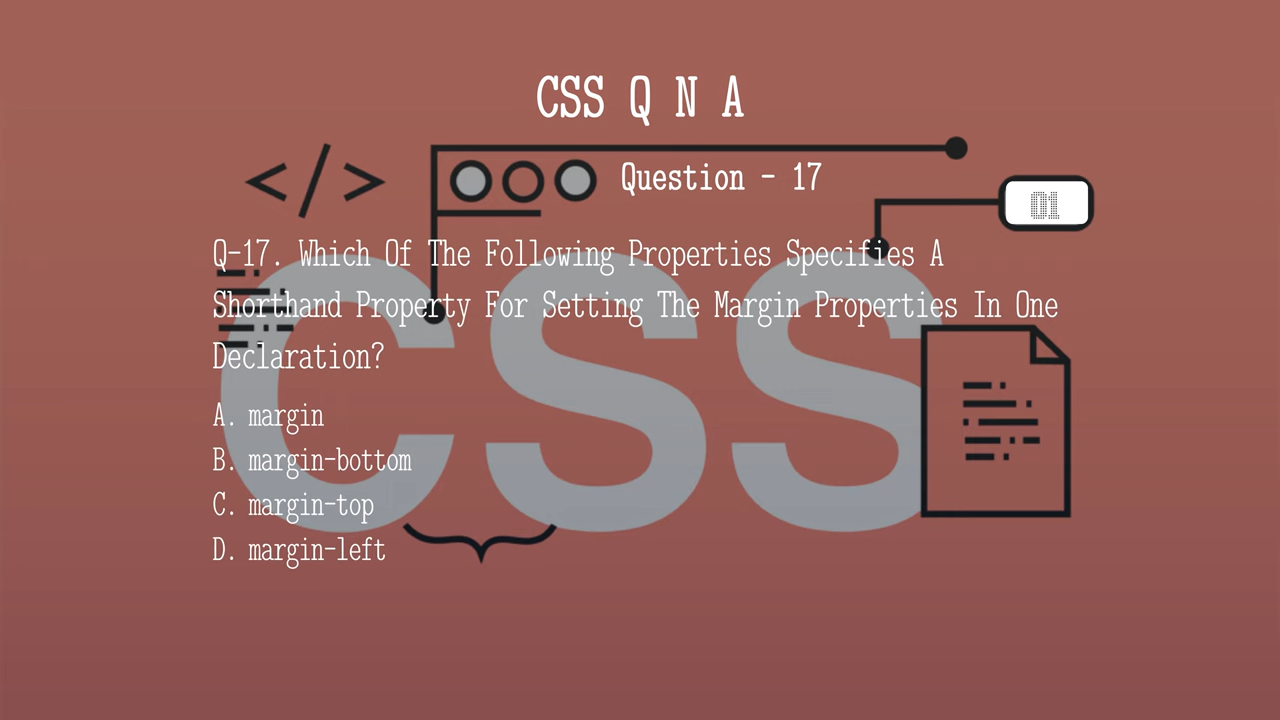 CSS Q N A
Question - 17
01
Q-17. Which Of The Following Properties Specifies A
Shorthand Property For Setting The Margin Properties In One
Declaration?
A. margin
B. margin-bottom
C. margin-top
D. margin-left
CSS